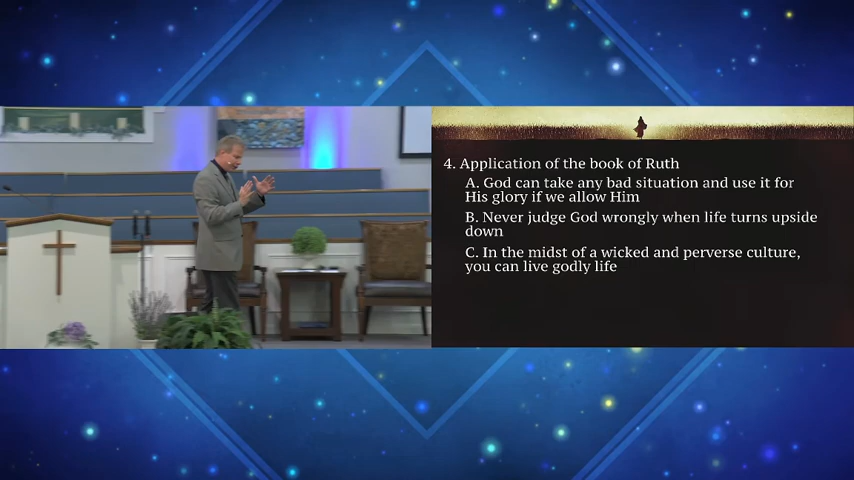 4. Application of the book of Ruth
A. God can take any bad situation and use it for
His glory if we allow Him
B. Never judge God wrongly when life turns upside
down
C. In the midst of a wicked and perverse culture,
you can live godly life